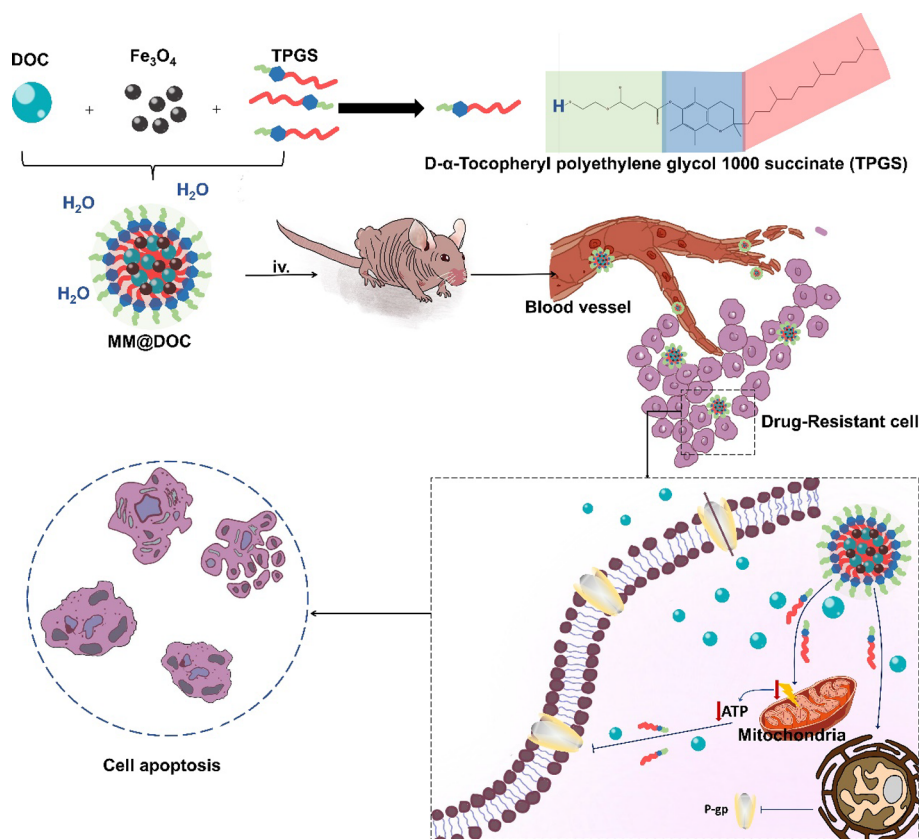 DOC
Fe₃O₄
TPGS
+
+
H
D-α-Tocopheryl polyethylene glycol 1000 succinate (TPGS)
H₂O
H₂O
H₂O
MM@DOC
iv.
Blood vessel
Drug-Resistant cell
ATP
Mitochondria
P-gp
Cell apoptosis